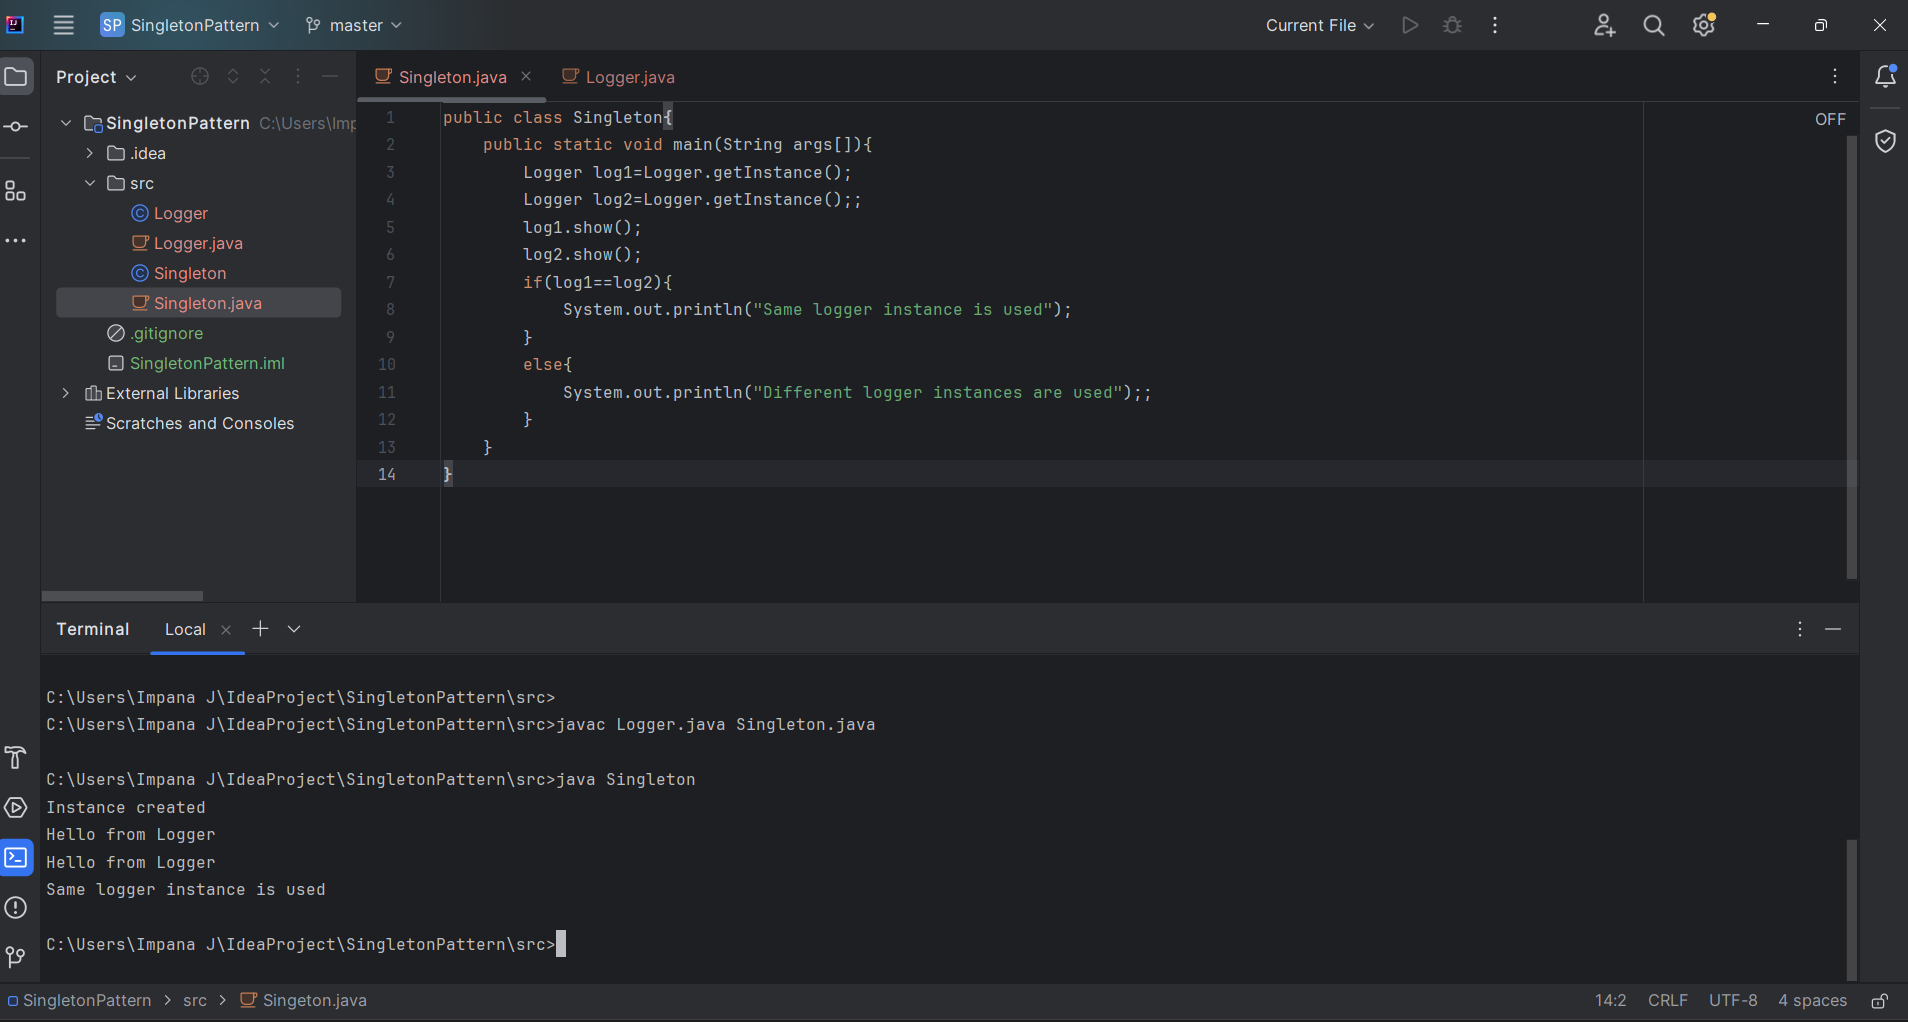 SP SingletonPattern master Current File
Project
Singleton.java Logger.java
SingletonPattern C:\Users\Imp
.idea
src
Logger
Logger.java
Singleton
Singleton.java
.gitignore
SingletonPattern.iml
External Libraries
Scratches and Consoles
OFF
1 public class Singleton{
2 public static void main(String args[]){
3 Logger log1=Logger.getInstance();
4 Logger log2=Logger.getInstance();;
5 log1.show();
6 log2.show();
7 if(log1==log2){
8 System.out.println("Same logger instance is used");
9 }
10 else{
11 System.out.println("Different logger instances are used");;
12 }
13 }
14 }
Terminal Local
C:\Users\Impana J\IdeaProject\SingletonPattern\src>
C:\Users\Impana J\IdeaProject\SingletonPattern\src>javac Logger.java Singleton.java
C:\Users\Impana J\IdeaProject\SingletonPattern\src>java Singleton
Instance created
Hello from Logger
Hello from Logger
Same logger instance is used
C:\Users\Impana J\IdeaProject\SingletonPattern\src>
SingletonPattern > src > Singeton.java 14:2 CRLF UTF-8 4 spaces